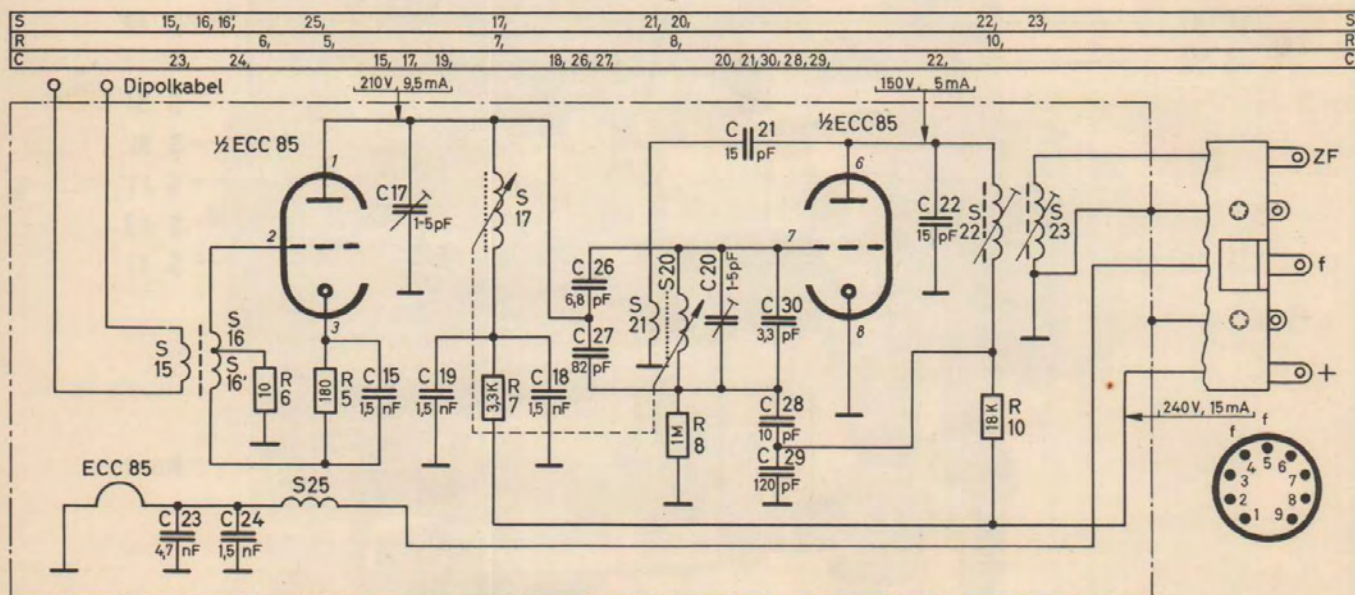 S 15, 16, 16', 25, 17, 21, 20, 22, 23, S
R 6, 5, 7, 8, 10, R
C 23, 24, 15, 17, 19, 18, 26, 27, 20, 21, 30, 28, 29, 22, C
Dipolkabel
210 V, 9,5 mA
150 V, 5 mA
½ ECC 85
1
2
3
C17
1-5 pF
S 17
C 21
15 pF
½ ECC 85
6
7
8
C 22
15 pF
S 22
S 23
ZF
f
+
C 26
6,8 pF
C 27
82 pF
S 21
S20
C 20
1-5pF
C 30
3,3 pF
S 15
S 16
S 16'
10
R 6
180
R 5
C 15
1,5 nF
C 19
1,5 nF
3,3K
R 7
C 18
1,5 nF
1M
R 8
C 28
10 pF
C 29
120 pF
18 K
R 10
240 V, 15 mA
ECC 85
S25
C 23
4,7 nF
C 24
1,5 nF
f f
1 2 3 4 5 6 7 8 9